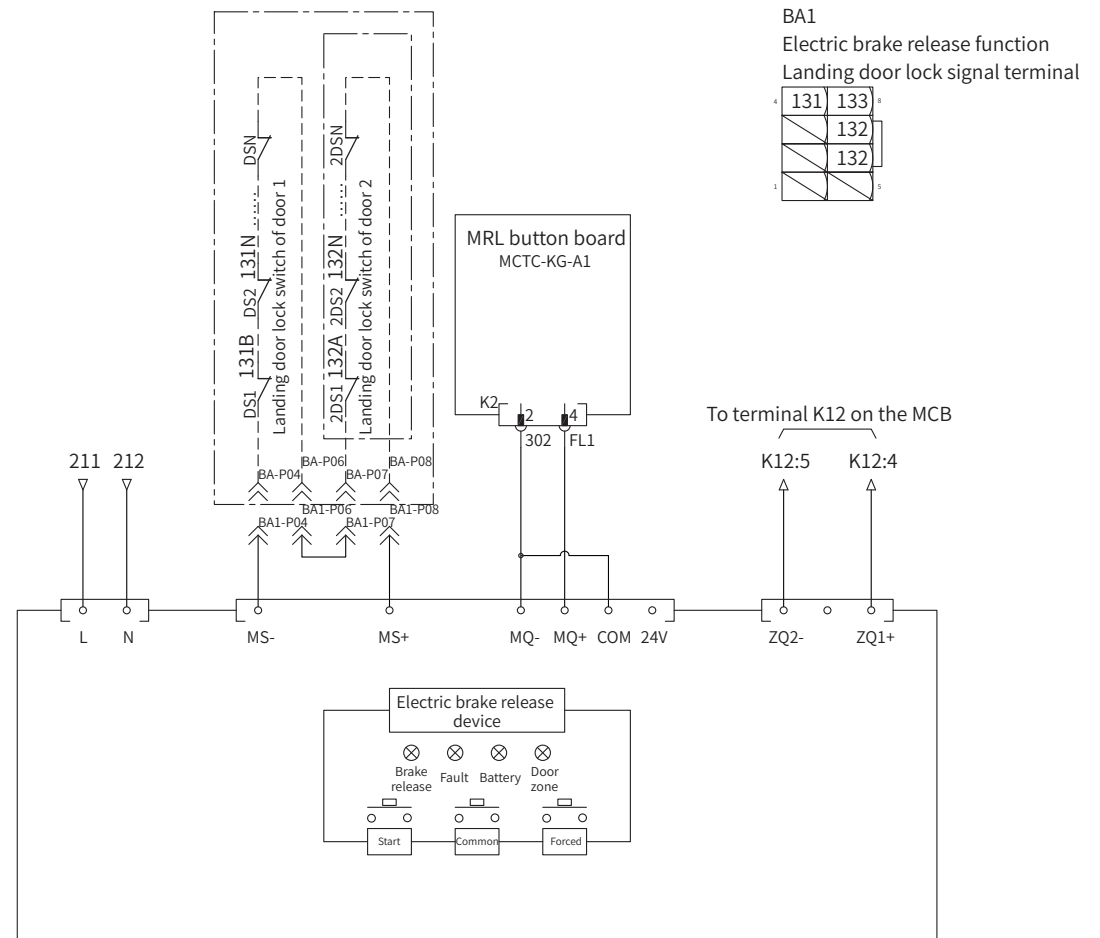 BA1
Electric brake release function
Landing door lock signal terminal
4 131 133 8
132
132
1 5
DSN
2DSN
......
......
Landing door lock switch of door 1
Landing door lock switch of door 2
131N
132N
DS2
2DS2
131B
132A
DS1
2DS1
MRL button board
MCTC-KG-A1
K2
2 4
302 FL1
To terminal K12 on the MCB
K12:5 K12:4
211 212
BA-P04
BA-P06
BA-P07
BA-P08
BA1-P04
BA1-P06
BA1-P07
BA1-P08
L N MS- MS+ MQ- MQ+ COM 24V ZQ2- ZQ1+
Electric brake release
device
Brake
release
Fault
Battery
Door
zone
Start Common Forced